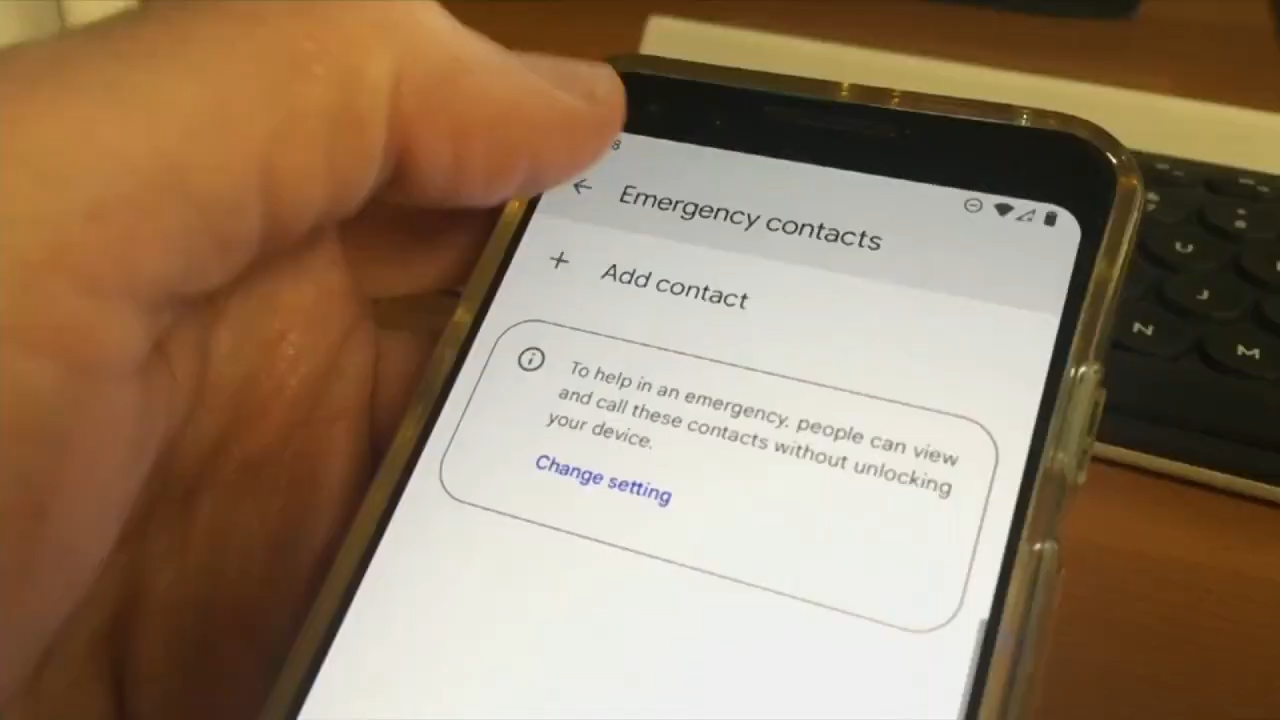 8
Emergency contacts
+ Add contact
To help in an emergency, people can view
and call these contacts without unlocking
your device.
Change setting
U
J
N
M